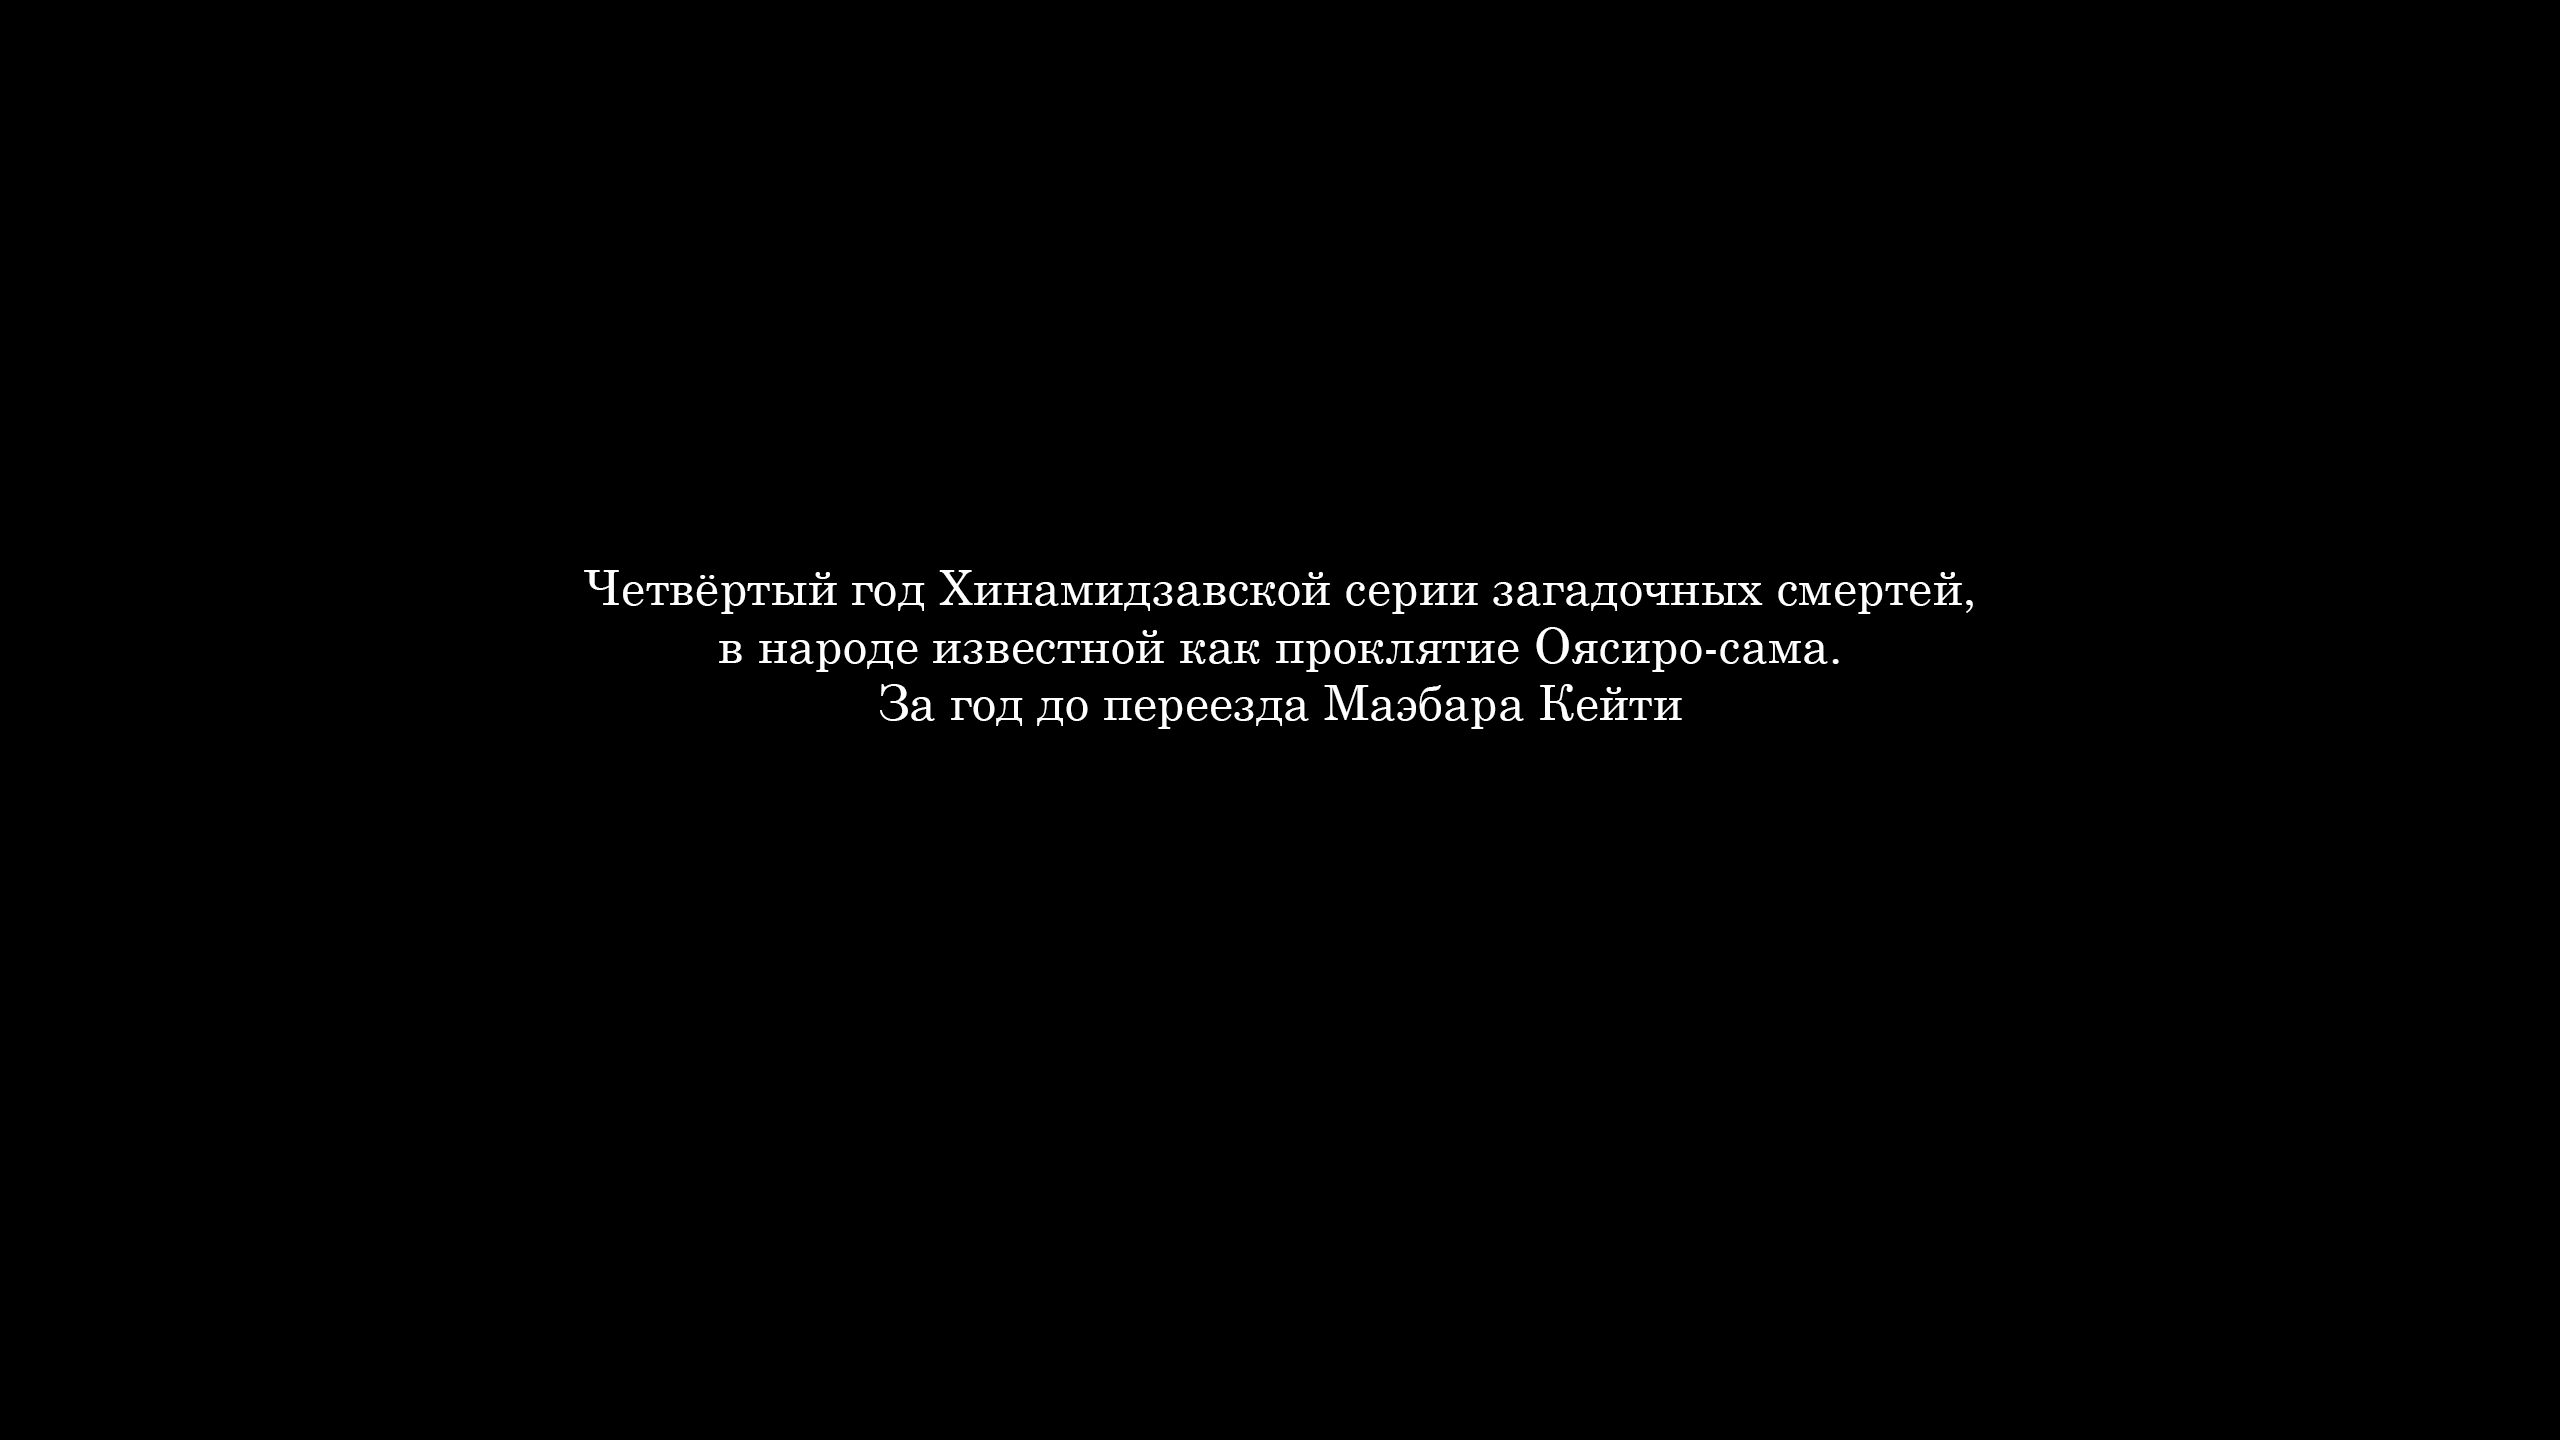 Четвёртый год Хинамидзавской серии загадочных смертей,
в народе известной как проклятие Оясиро-сама.
За год до переезда Маэбара Кейти